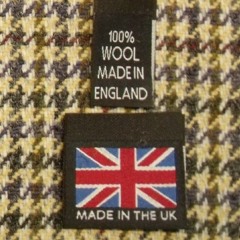 100%
WOOL
MADE IN
ENGLAND
MADE IN THE UK